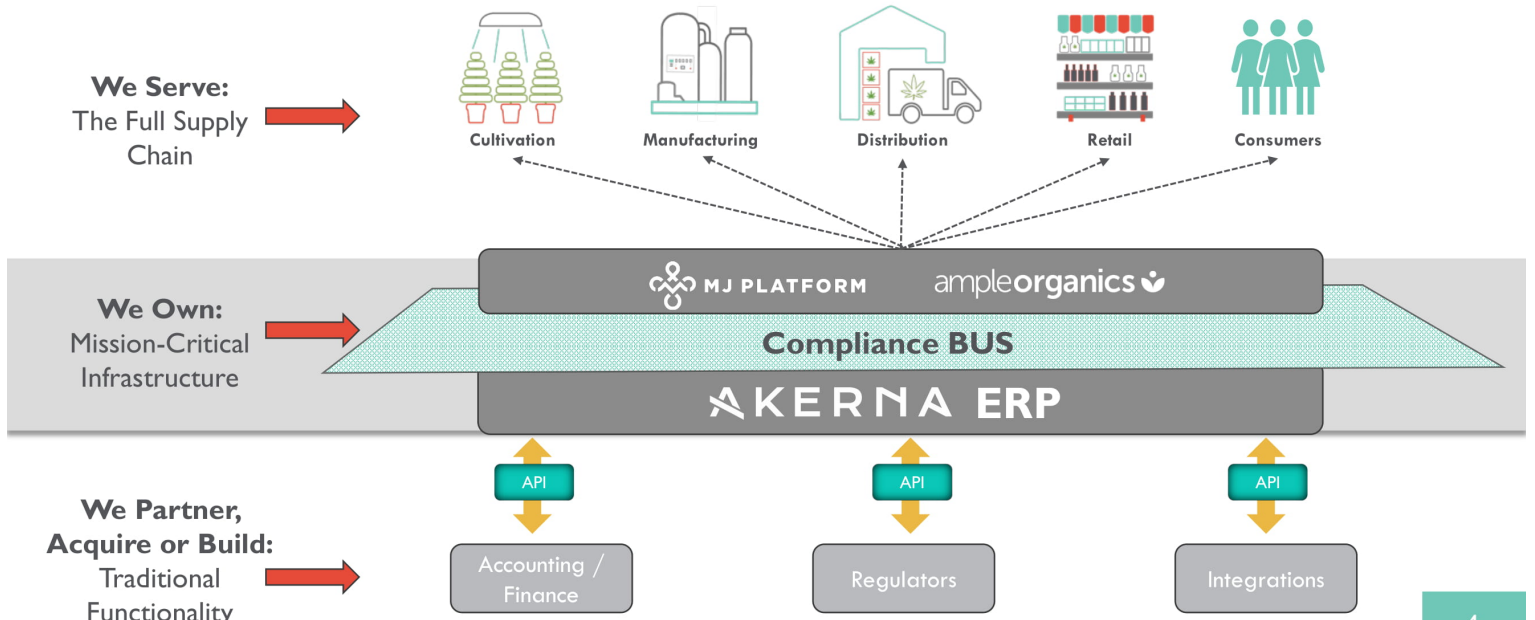 We Serve:
The Full Supply
Chain
Cultivation
Manufacturing
Distribution
Retail
Consumers
We Own:
Mission-Critical
Infrastructure
MJ PLATFORM
ampleorganics
Compliance BUS
AKERNA ERP
API
API
API
We Partner,
Acquire or Build:
Traditional
Functionality
Accounting /
Finance
Regulators
Integrations